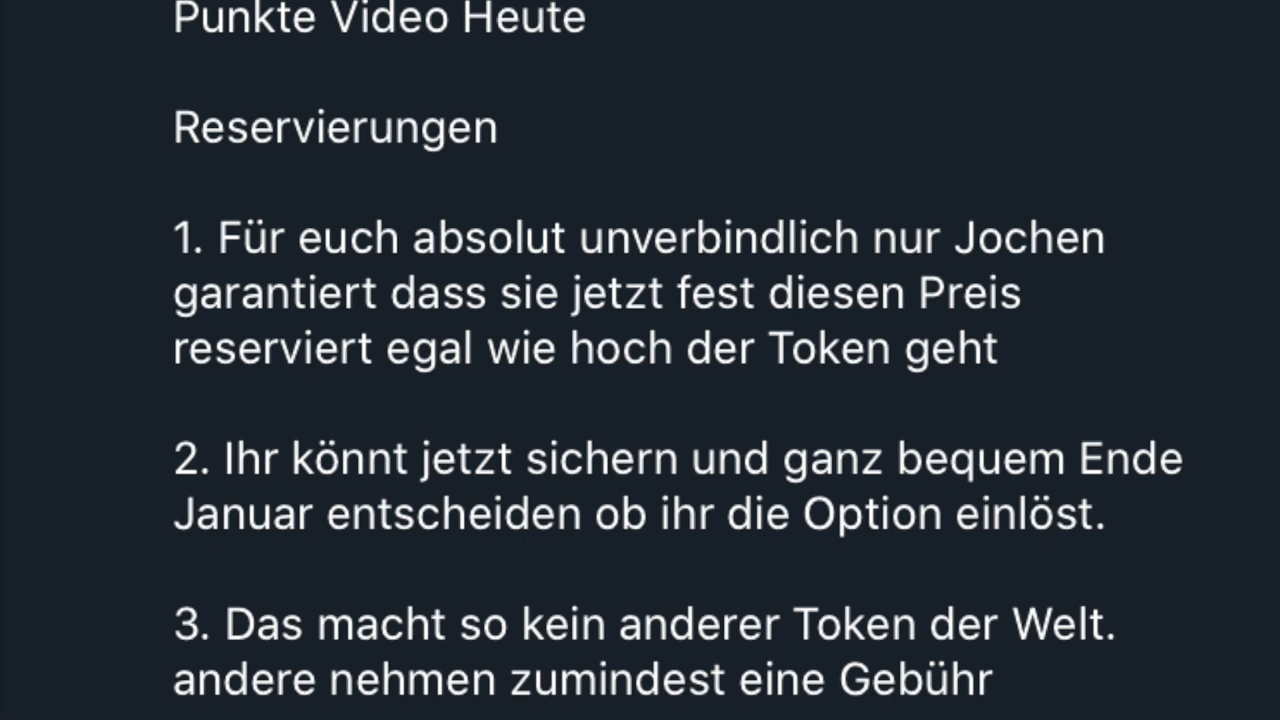 Punkte Video Heute
Reservierungen
1. Für euch absolut unverbindlich nur Jochen
garantiert dass sie jetzt fest diesen Preis
reserviert egal wie hoch der Token geht
2. Ihr könnt jetzt sichern und ganz bequem Ende
Januar entscheiden ob ihr die Option einlöst.
3. Das macht so kein anderer Token der Welt.
andere nehmen zumindest eine Gebühr